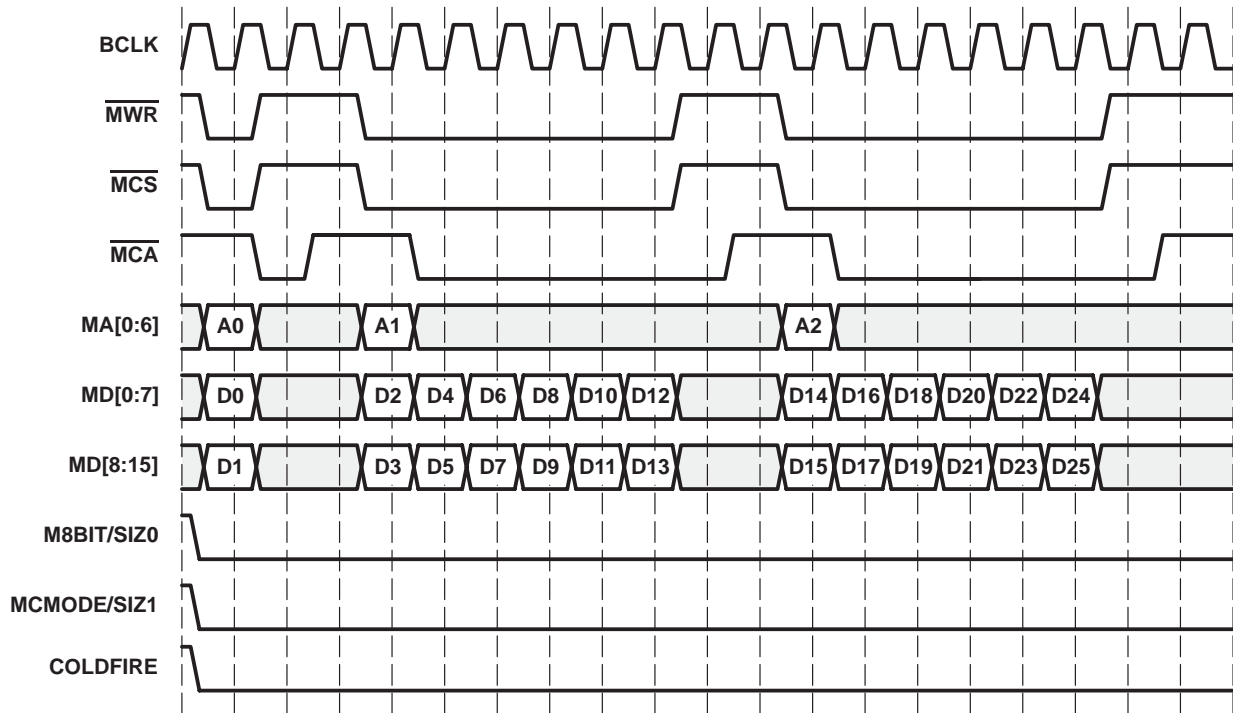 BCLK
MWR
MCS
MCA
MA[0:6] A0 A1 A2
MD[0:7] D0 D2 D4 D6 D8 D10 D12 D14 D16 D18 D20 D22 D24
MD[8:15] D1 D3 D5 D7 D9 D11 D13 D15 D17 D19 D21 D23 D25
M8BIT/SIZ0
MCMODE/SIZ1
COLDFIRE